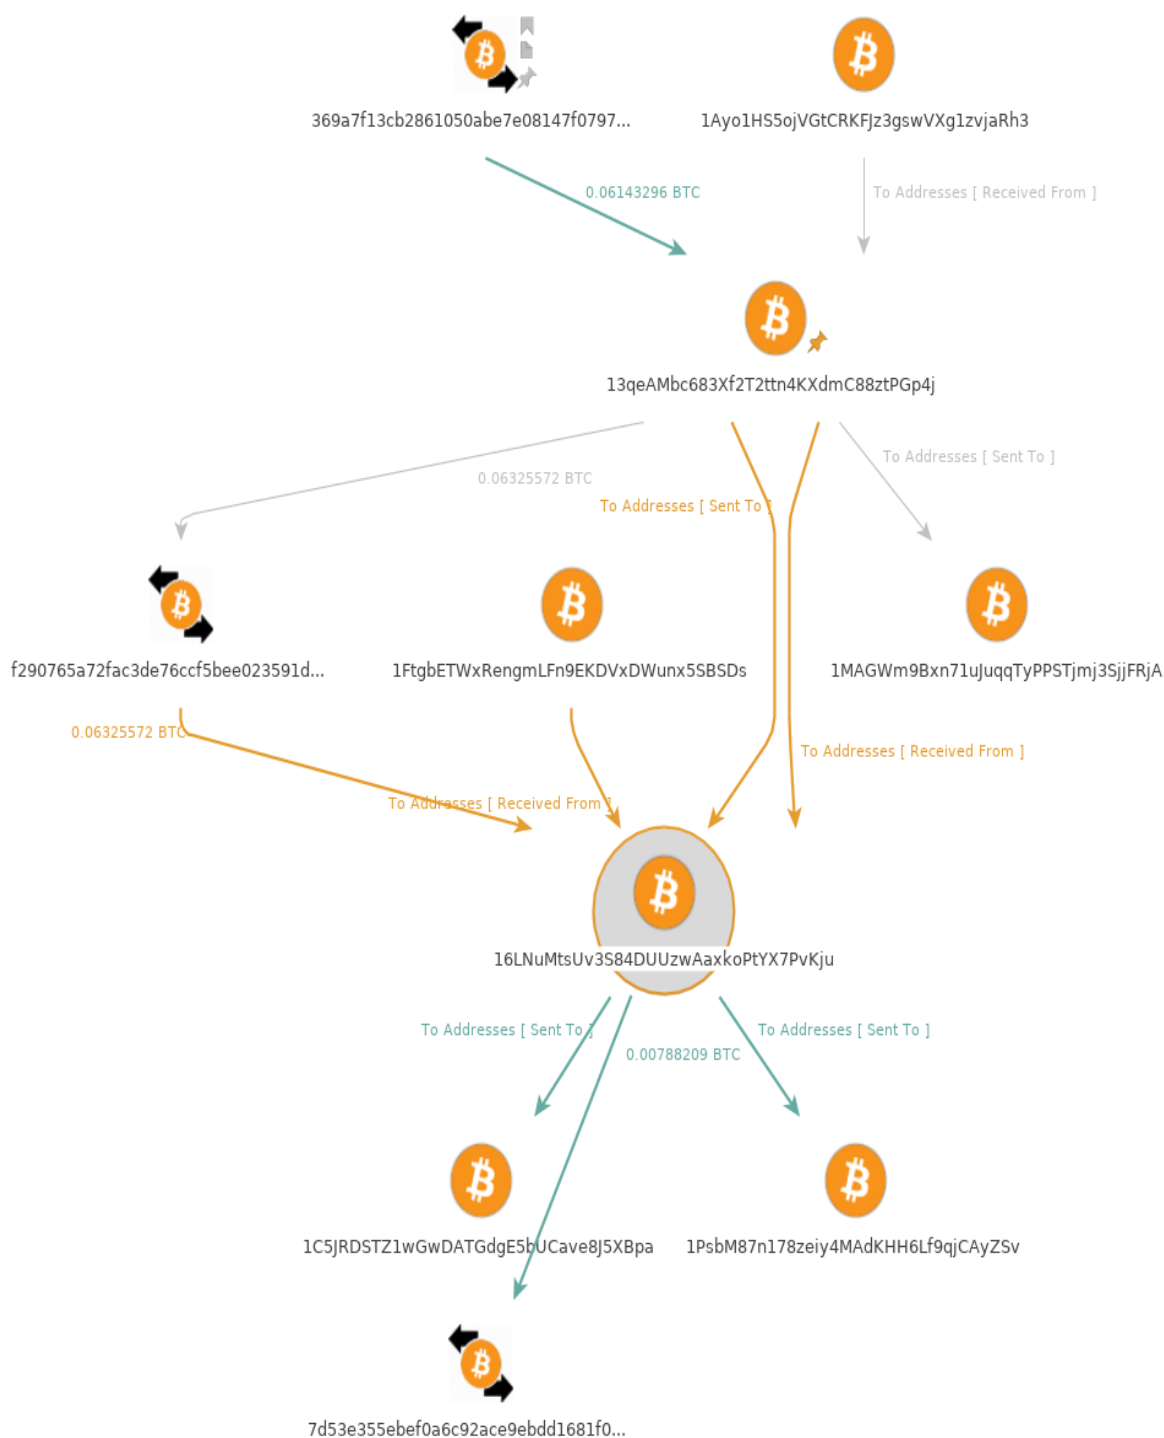 369a7f13cb2861050abe7e08147f0797...
1Ayo1HS5ojVGtCRKFJz3gswVXg1zvjaRh3
0.06143296 BTC
To Addresses [ Received From ]
13qeAMbc683Xf2T2ttn4KXdmC88ztPGp4j
To Addresses [ Sent To ]
0.06325572 BTC
To Addresses [ Sent To ]
f290765a72fac3de76ccf5bee023591d...
1FtgbETWxRengmLFn9EKDVxDWunx5SBSDs
1MAGWm9Bxn71uJuqqTyPPSTjmj3SjjFRjA
0.06325572 BTC
To Addresses [ Received From ]
To Addresses [ Received From ]
16LNuMtsUv3S84DUUzwAaxkoPtYX7PvKju
To Addresses [ Sent To ]
To Addresses [ Sent To ]
0.00788209 BTC
1C5JRDSTZ1wGwDATGdgE5bUCave8J5XBpa
1PsbM87n178zeiy4MAdKHH6Lf9qjCAyZSv
7d53e355ebef0a6c92ace9ebdd1681f0...